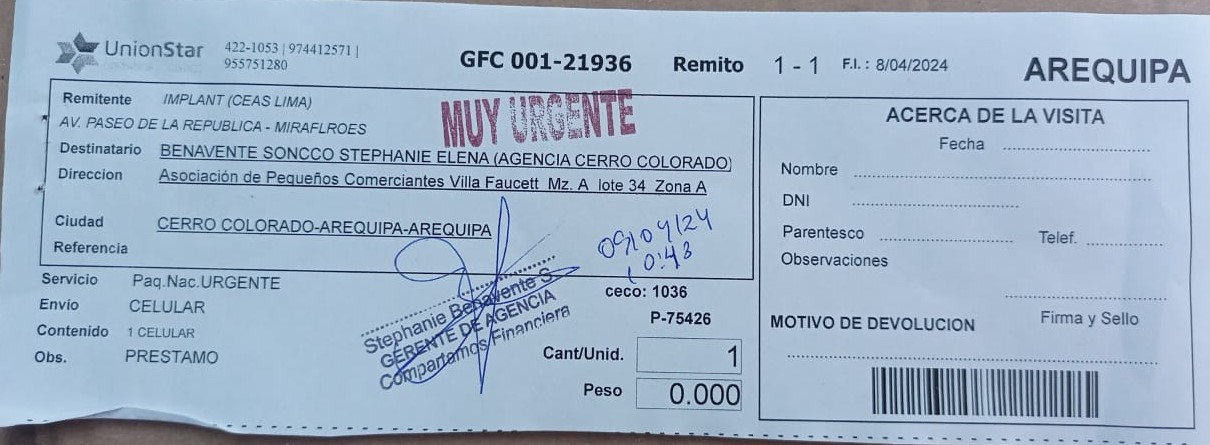 UnionStar 422-1053 | 974412571 |
955751280
GFC 001-21936 Remito 1 - 1 F.I. : 8/04/2024 AREQUIPA
Remitente IMPLANT (CEAS LIMA)
AV. PASEO DE LA REPUBLICA - MIRAFLROES
MUY URGENTE
Destinatario BENAVENTE SONCCO STEPHANIE ELENA (AGENCIA CERRO COLORADO)
Direccion Asociación de Pequeños Comerciantes Villa Faucett Mz. A lote 34 Zona A
Ciudad CERRO COLORADO-AREQUIPA-AREQUIPA
Referencia
09/04/24
10:43
Servicio Paq.Nac.URGENTE
Envio CELULAR
Contenido 1 CELULAR
Obs. PRESTAMO
Stephanie Benavente S.
GERENTE DE AGENCIA
Compartamos Financiera
ceco: 1036
P-75426
Cant/Unid. 1
Peso 0.000
ACERCA DE LA VISITA
Fecha
Nombre
DNI
Parentesco Telef.
Observaciones
Firma y Sello
MOTIVO DE DEVOLUCION